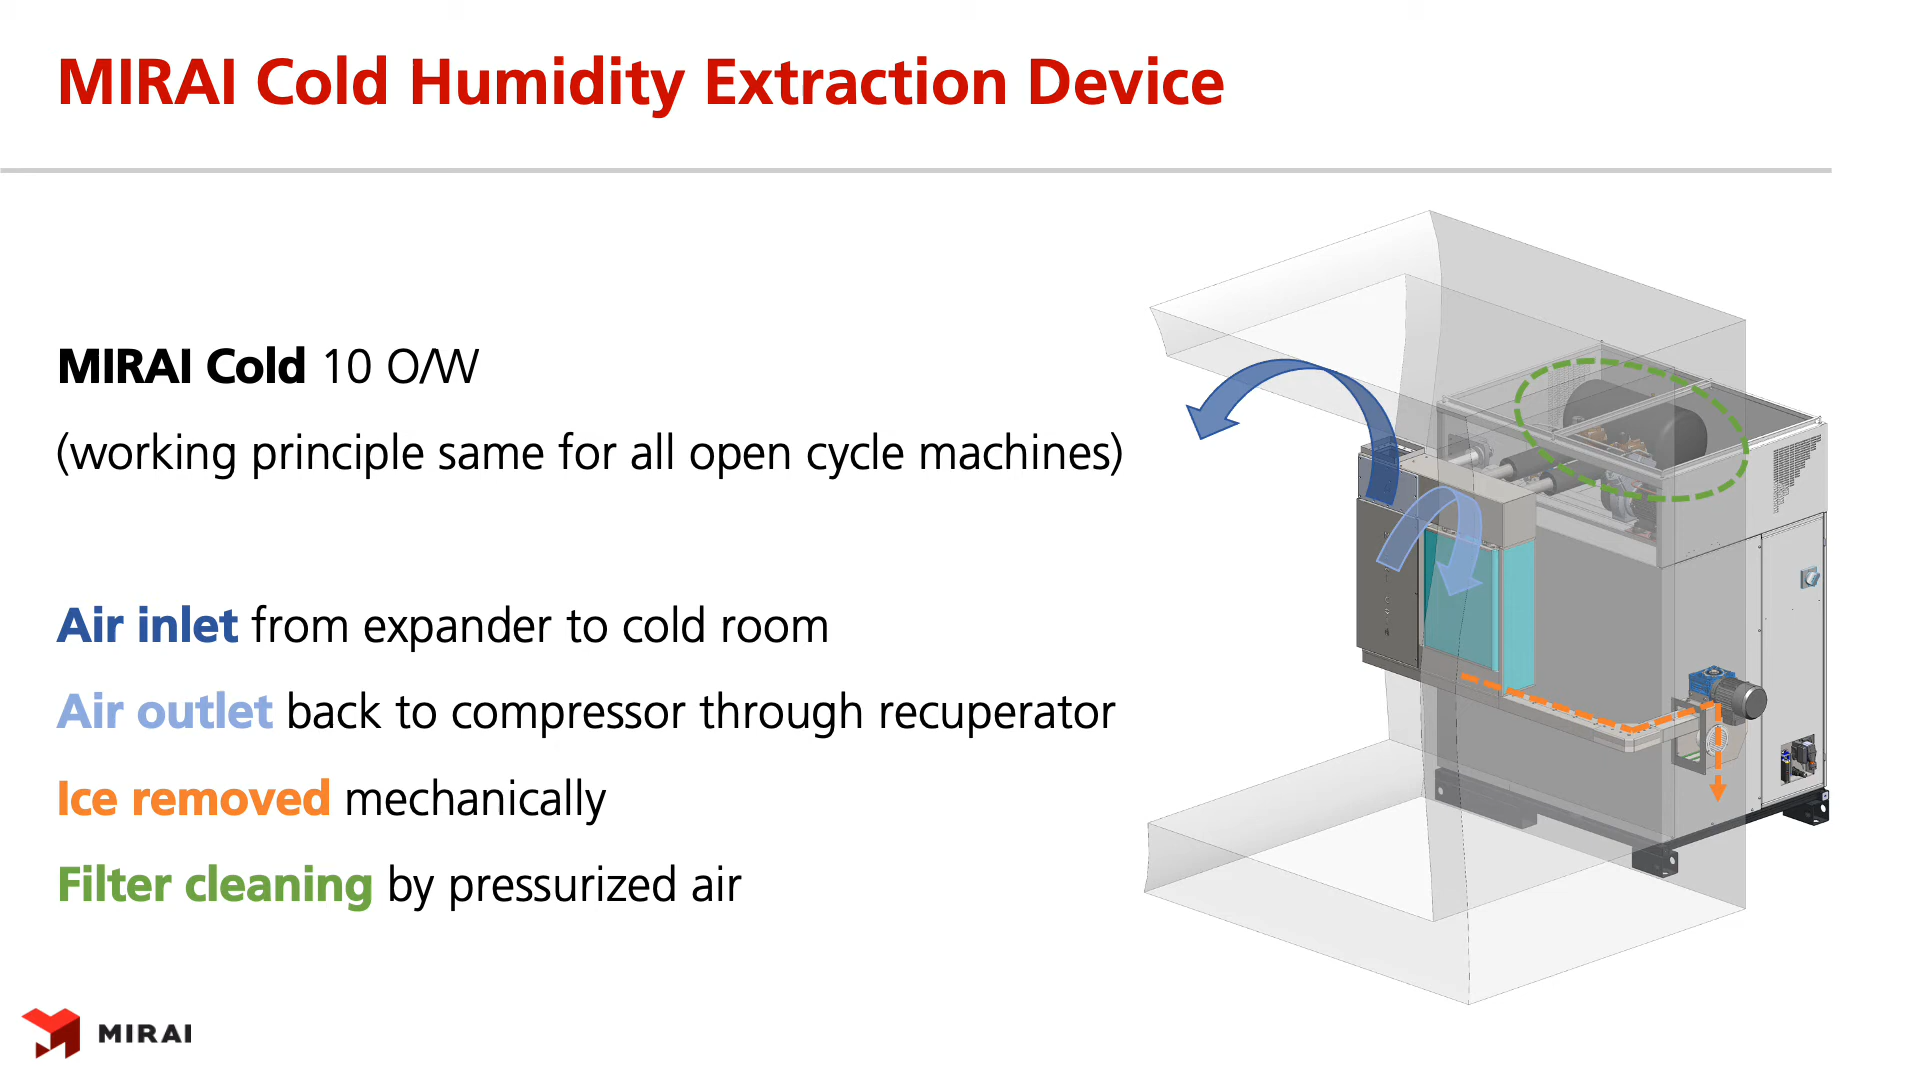 MIRAI Cold Humidity Extraction Device
MIRAI Cold 10 O/W
(working principle same for all open cycle machines)
Air inlet from expander to cold room
Air outlet back to compressor through recuperator
Ice removed mechanically
Filter cleaning by pressurized air
MIRAI